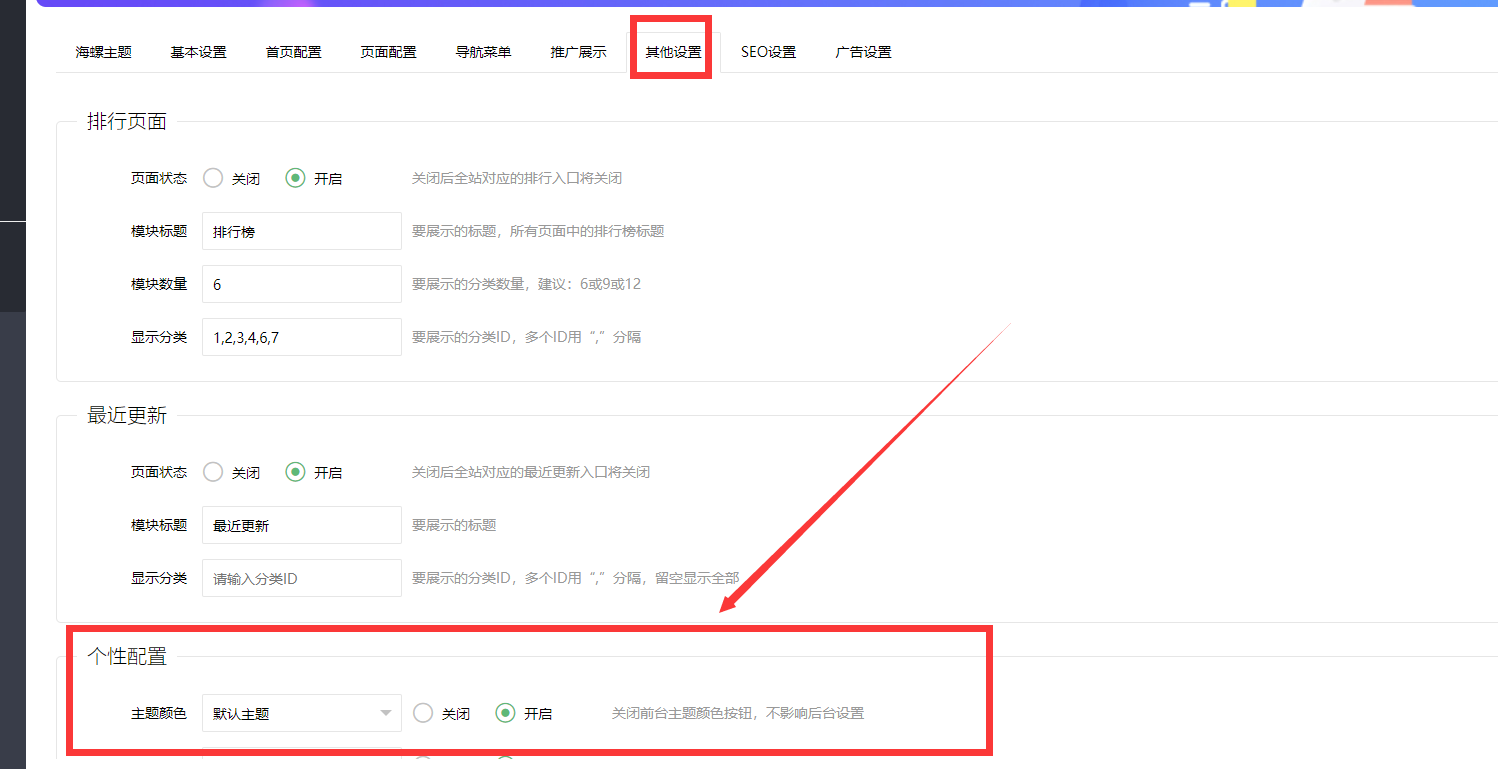 海螺主题 基本设置 首页配置 页面配置 导航菜单 推广展示 其他设置 SEO设置 广告设置
排行页面
页面状态 关闭 开启 关闭后全站对应的排行入口将关闭
模块标题 排行榜 要展示的标题，所有页面中的排行榜标题
模块数量 6 要展示的分类数量，建议：6或9或12
显示分类 1,2,3,4,6,7 要展示的分类ID，多个ID用“,”分隔
最近更新
页面状态 关闭 开启 关闭后全站对应的最近更新入口将关闭
模块标题 最近更新 要展示的标题
显示分类 请输入分类ID 要展示的分类ID，多个ID用“,”分隔，留空显示全部
个性配置
主题颜色 默认主题 关闭 开启 关闭前台主题颜色按钮，不影响后台设置